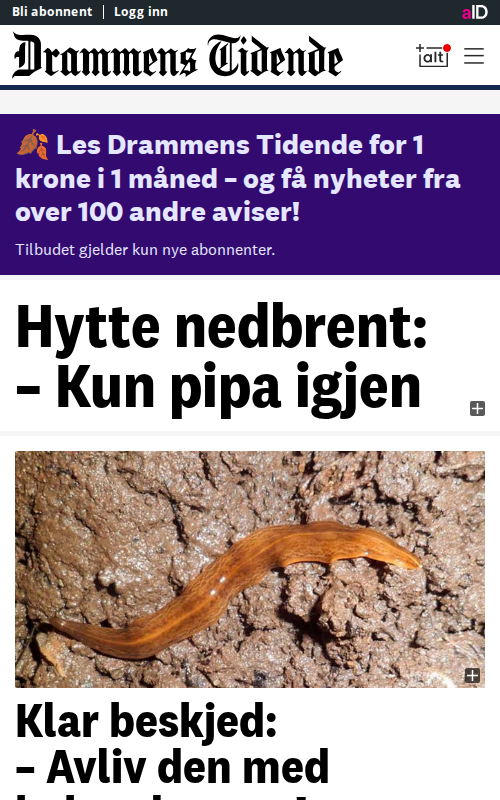 Bli abonnent
Logg inn
aID
Drammens Tidende
+alt
Les Drammens Tidende for 1
krone i 1 måned – og få nyheter fra
over 100 andre aviser!
Tilbudet gjelder kun nye abonnenter.
Hytte nedbrent:
– Kun pipa igjen
Klar beskjed:
– Avliv den med